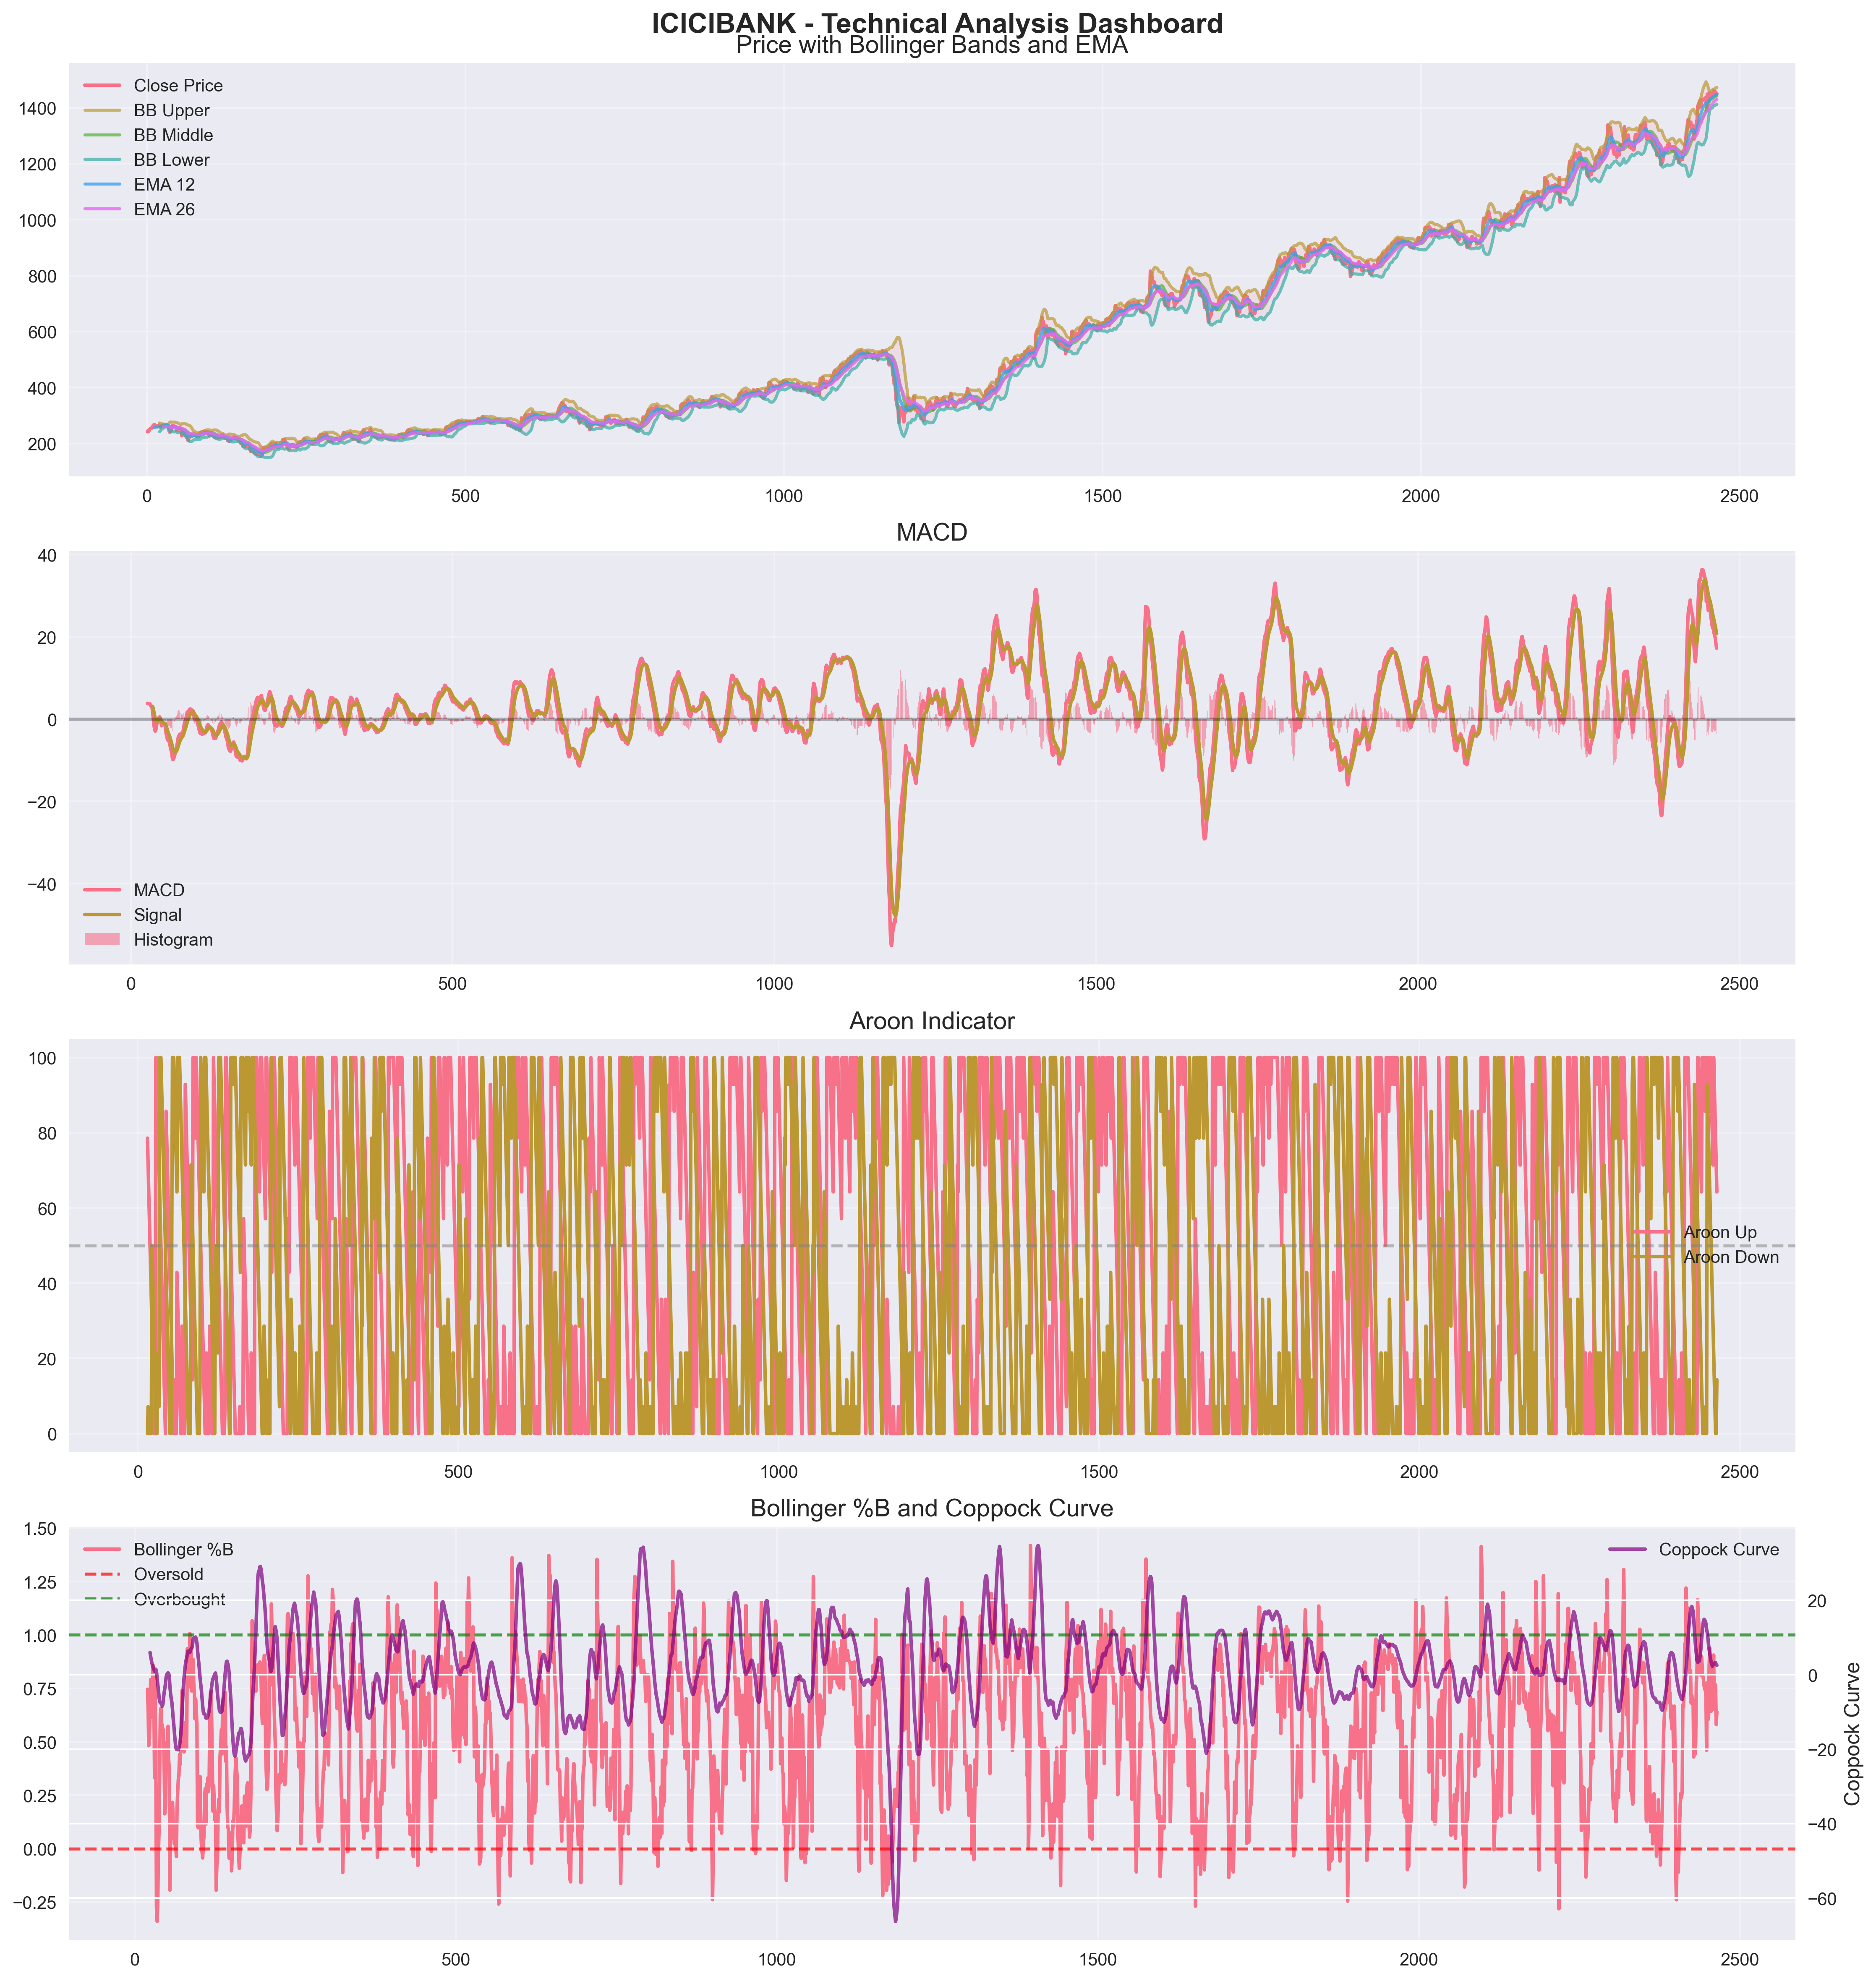 ICICIBANK - Technical Analysis Dashboard
Price with Bollinger Bands and EMA
Close Price
BB Upper
BB Middle
BB Lower
EMA 12
EMA 26
1400
1200
1000
800
600
400
200
0 500 1000 1500 2000 2500
MACD
40
20
0
−20
−40
MACD
Signal
Histogram
0 500 1000 1500 2000 2500
Aroon Indicator
100
80
60
40
20
0
Aroon Up
Aroon Down
0 500 1000 1500 2000 2500
Bollinger %B and Coppock Curve
1.50
1.25
1.00
0.75
0.50
0.25
0.00
−0.25
Bollinger %B
Oversold
Overbought
Coppock Curve
20
0
−20
−40
−60
Coppock Curve
0 500 1000 1500 2000 2500